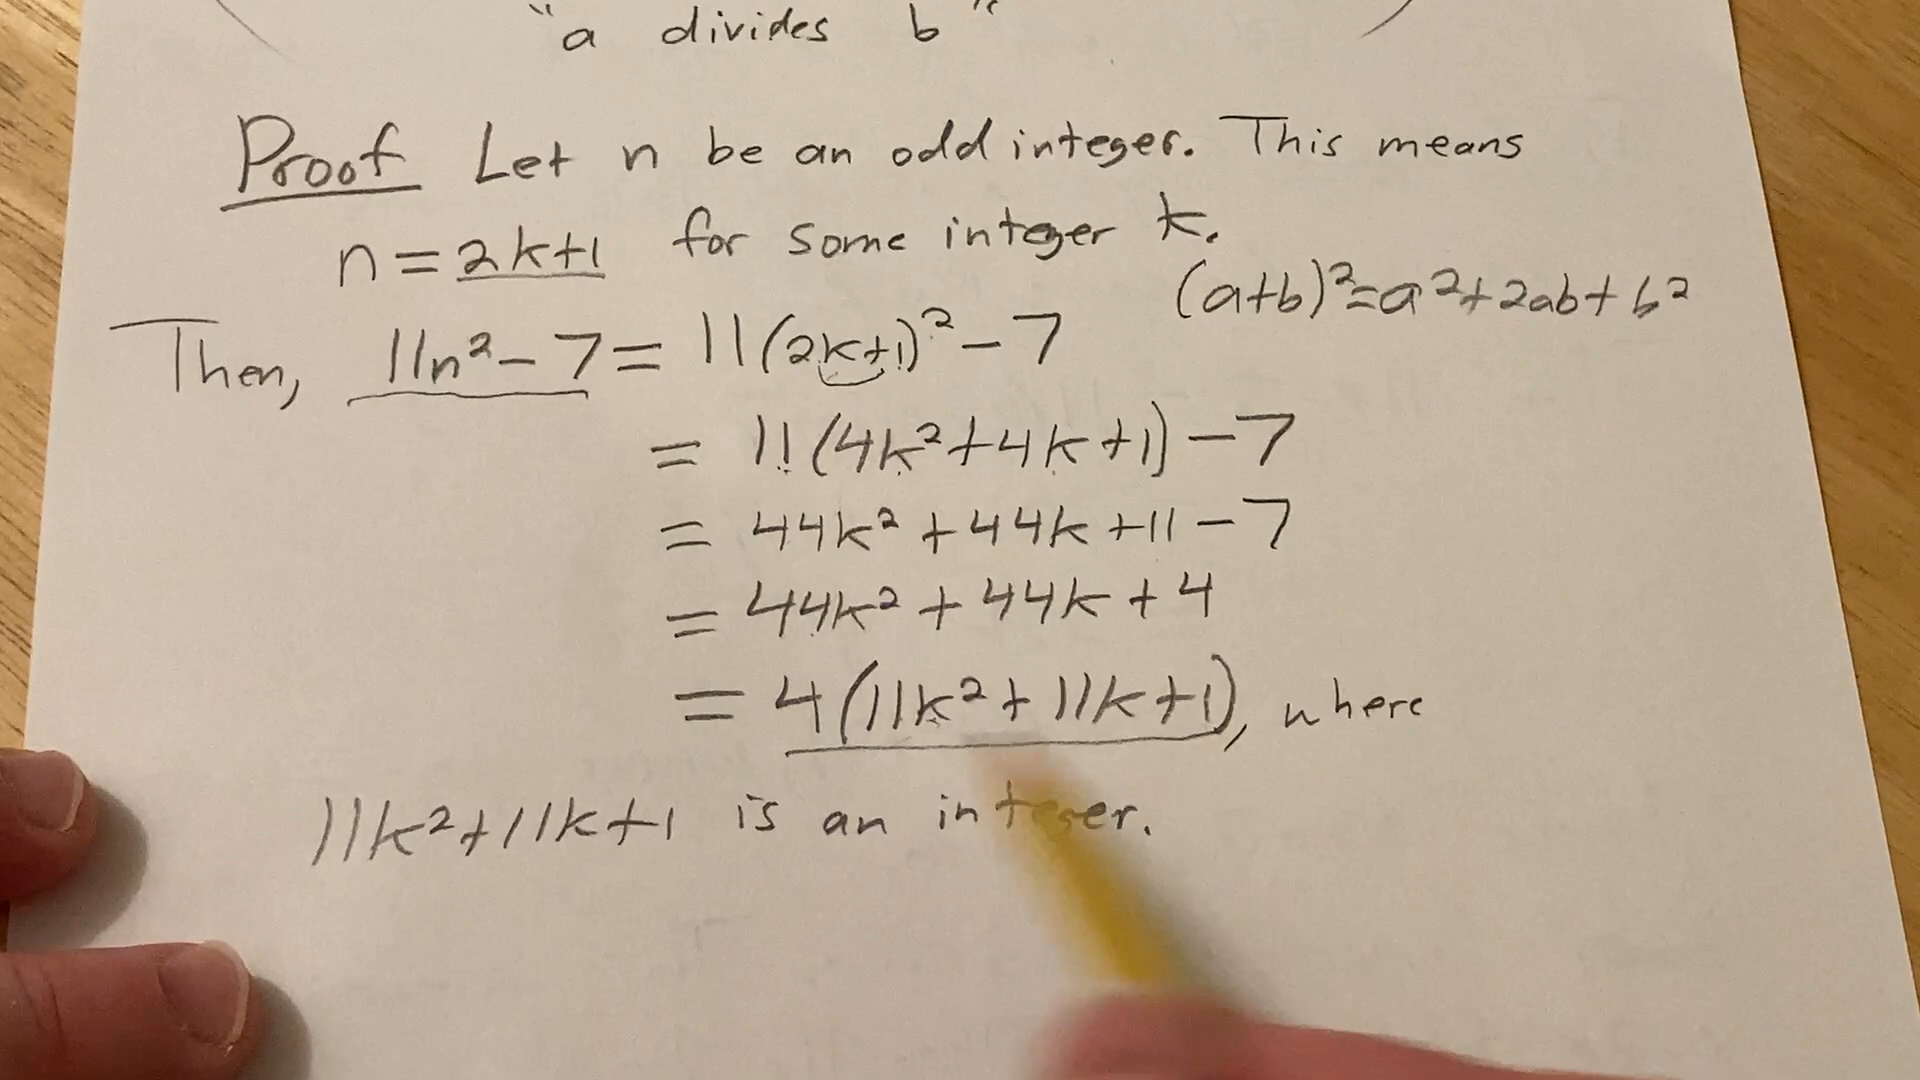 "a divides b"
Proof Let n be an odd integer. This means
n = 2k+1 for some integer k.
(a+b)²=a²+2ab+b²
Then, 11n²-7 = 11(2k+1)²-7
= 11(4k²+4k+1)-7
= 44k²+44k+11-7
= 44k²+44k+4
= 4(11k²+11k+1), where
11k²+11k+1 is an integer.